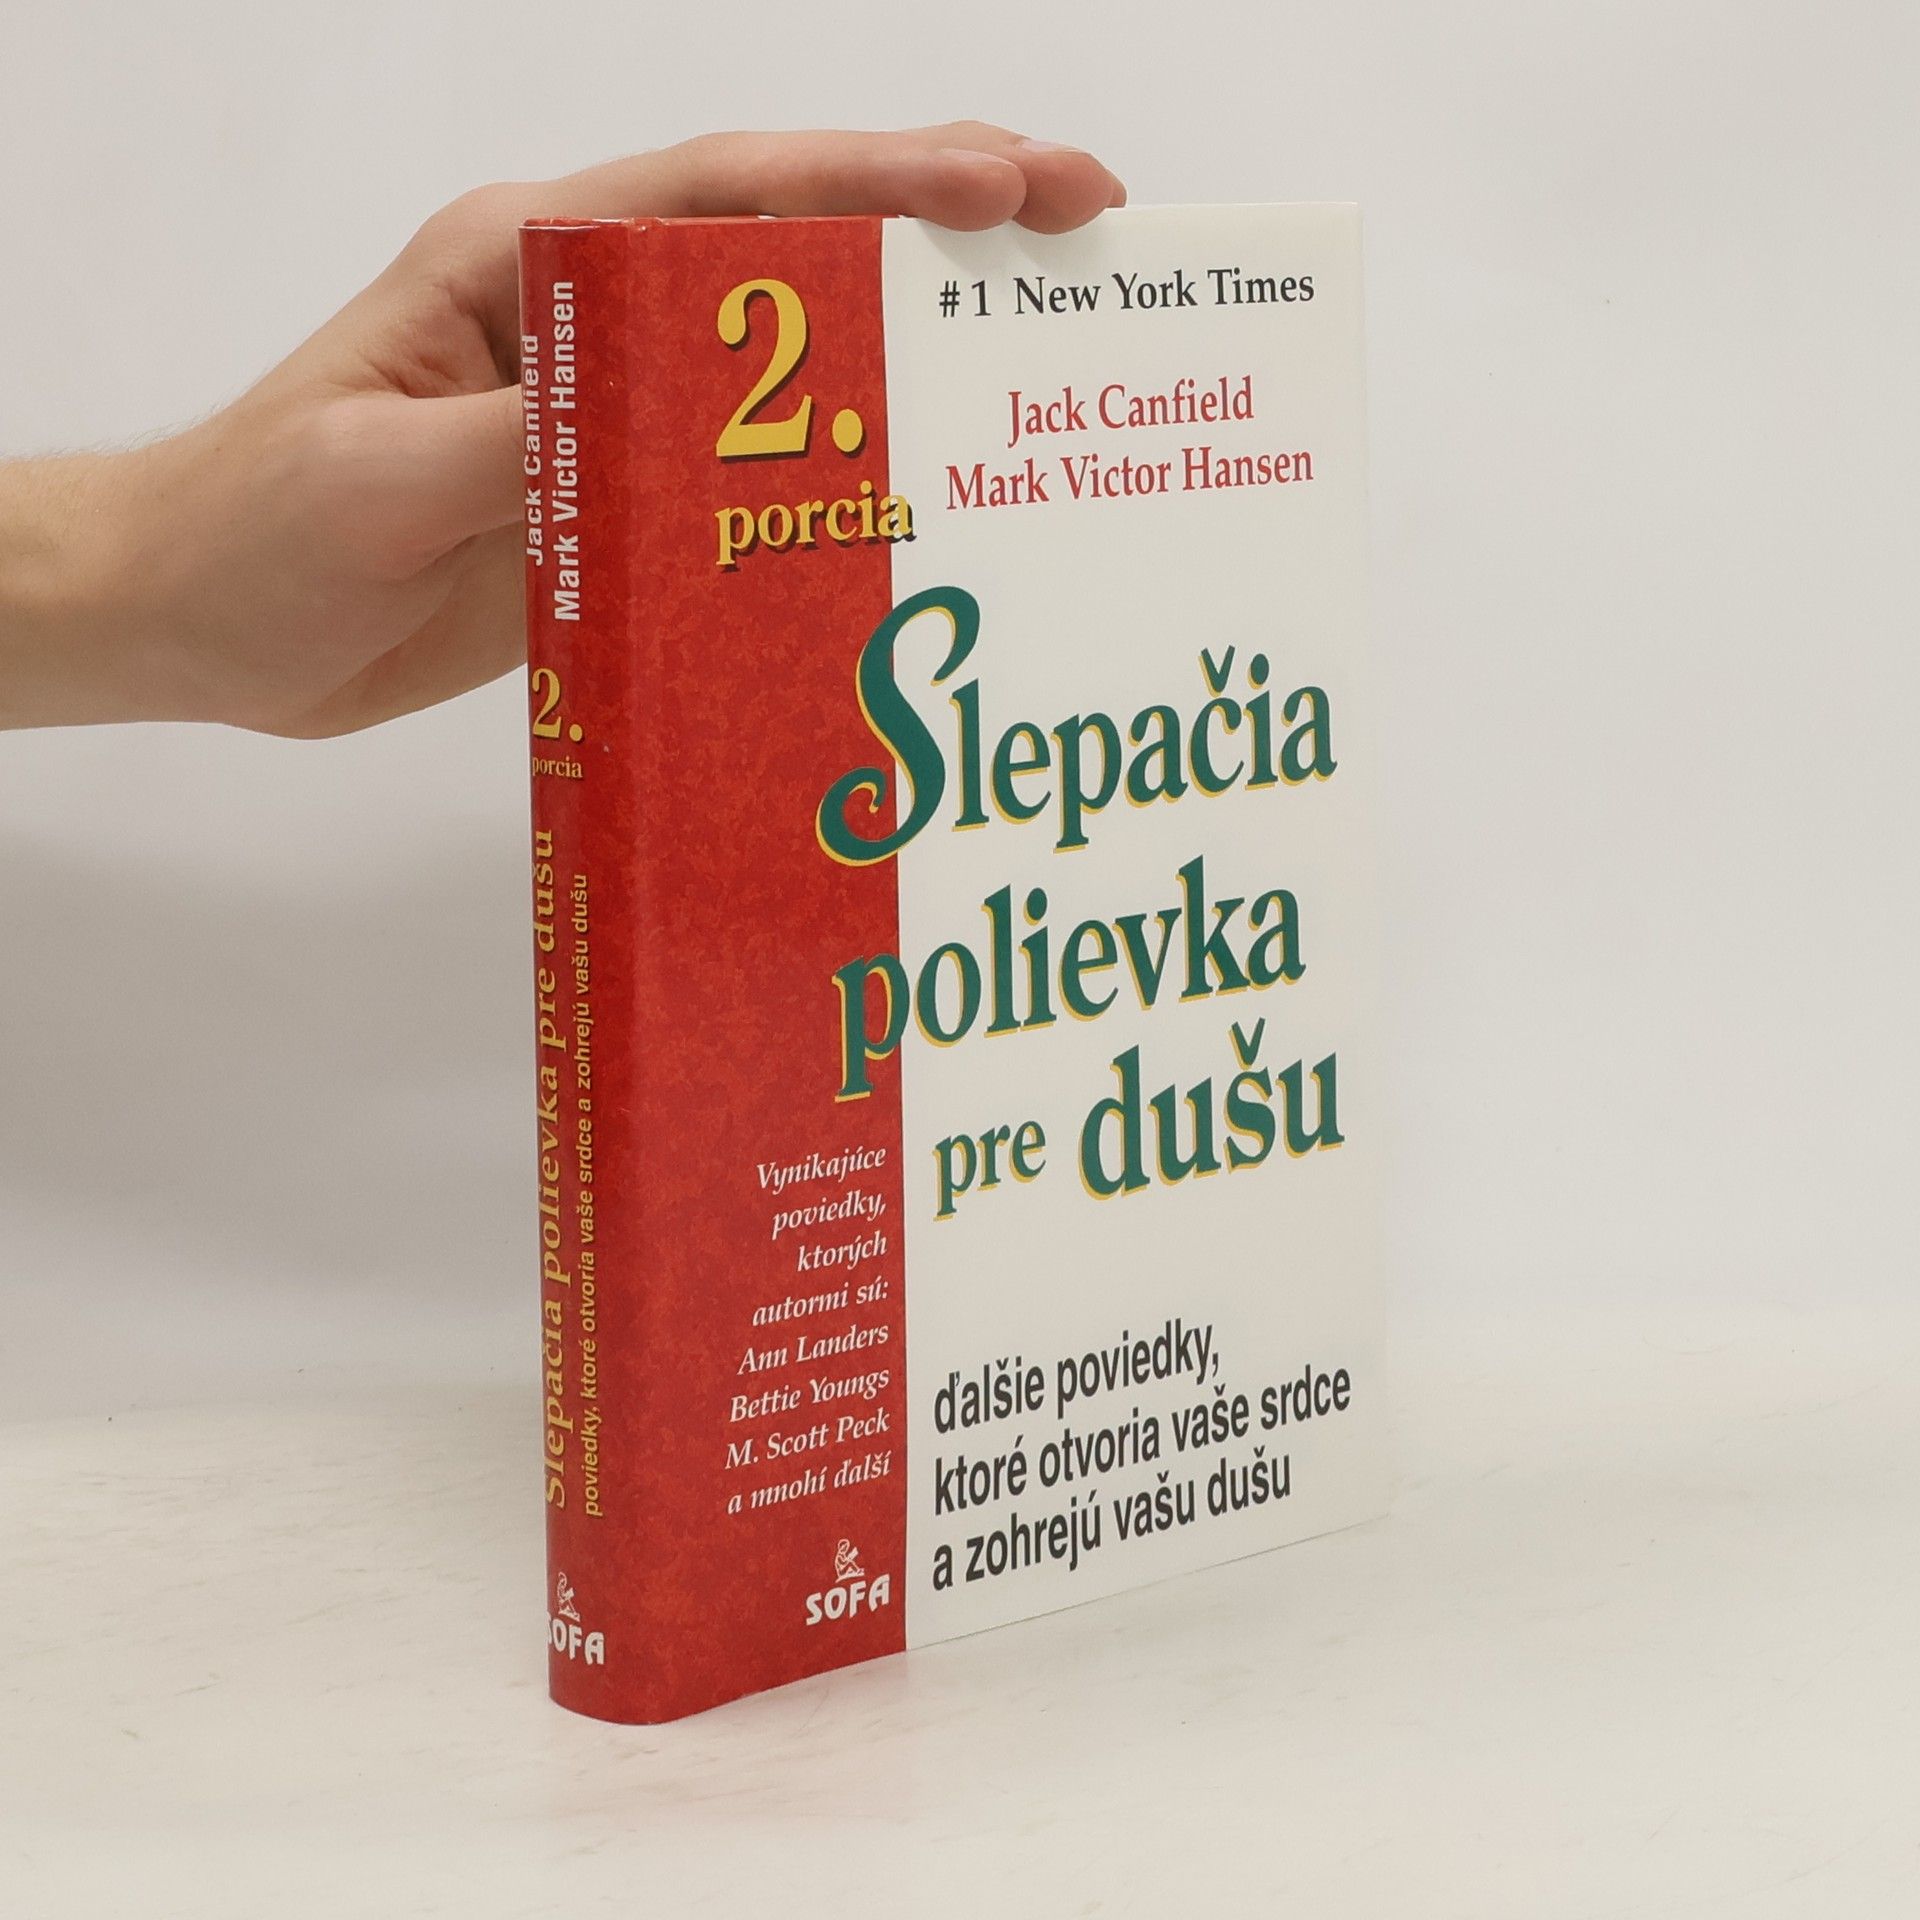 Jack Canfield
Mark Victor Hansen
2.
porcia
Slepačia polievka pre dušu
poviedky, ktoré otvoria vaše srdce a zohrejú vašu dušu
SOFA
2.
porcia
# 1 New York Times
Jack Canfield
Mark Victor Hansen
Slepačia
polievka
pre dušu
Vynikajúce
poviedky,
ktorých
autormi sú:
Ann Landers
Bettie Youngs
M. Scott Peck
a mnohí ďalší
SOFA
ďalšie poviedky,
ktoré otvoria vaše srdce
a zohrejú vašu dušu